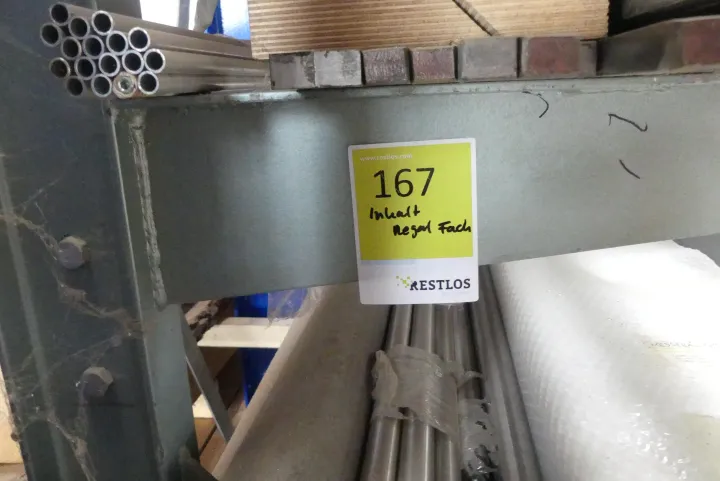 167
Inhalt
Regal Fach
RESTLOS